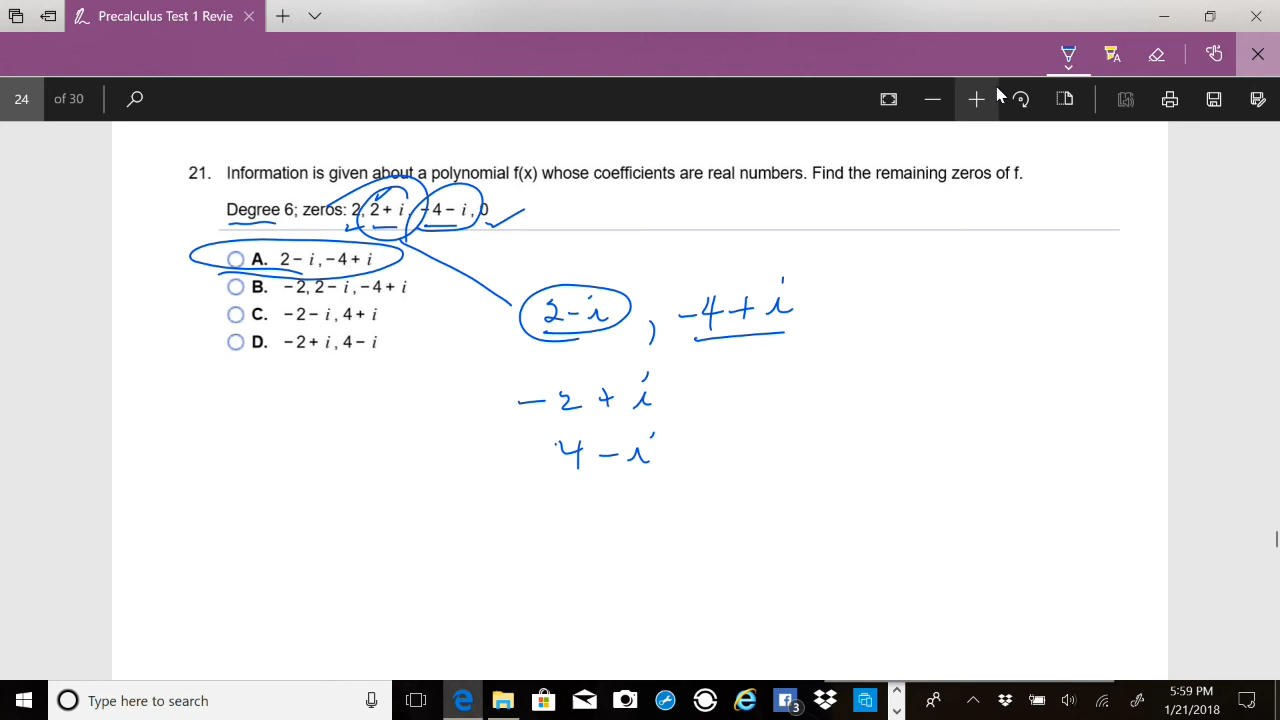 Precalculus Test 1 Revie
24 of 30
21. Information is given about a polynomial f(x) whose coefficients are real numbers. Find the remaining zeros of f.
Degree 6; zeros: 2, 2 + i, -4 - i, 0
A. 2 - i, -4 + i
B. -2, 2 - i, -4 + i
C. -2 - i, 4 + i
D. -2 + i, 4 - i
2-i, -4+i
-2 + i
4 - i
Type here to search
3
5:59 PM
1/21/2018